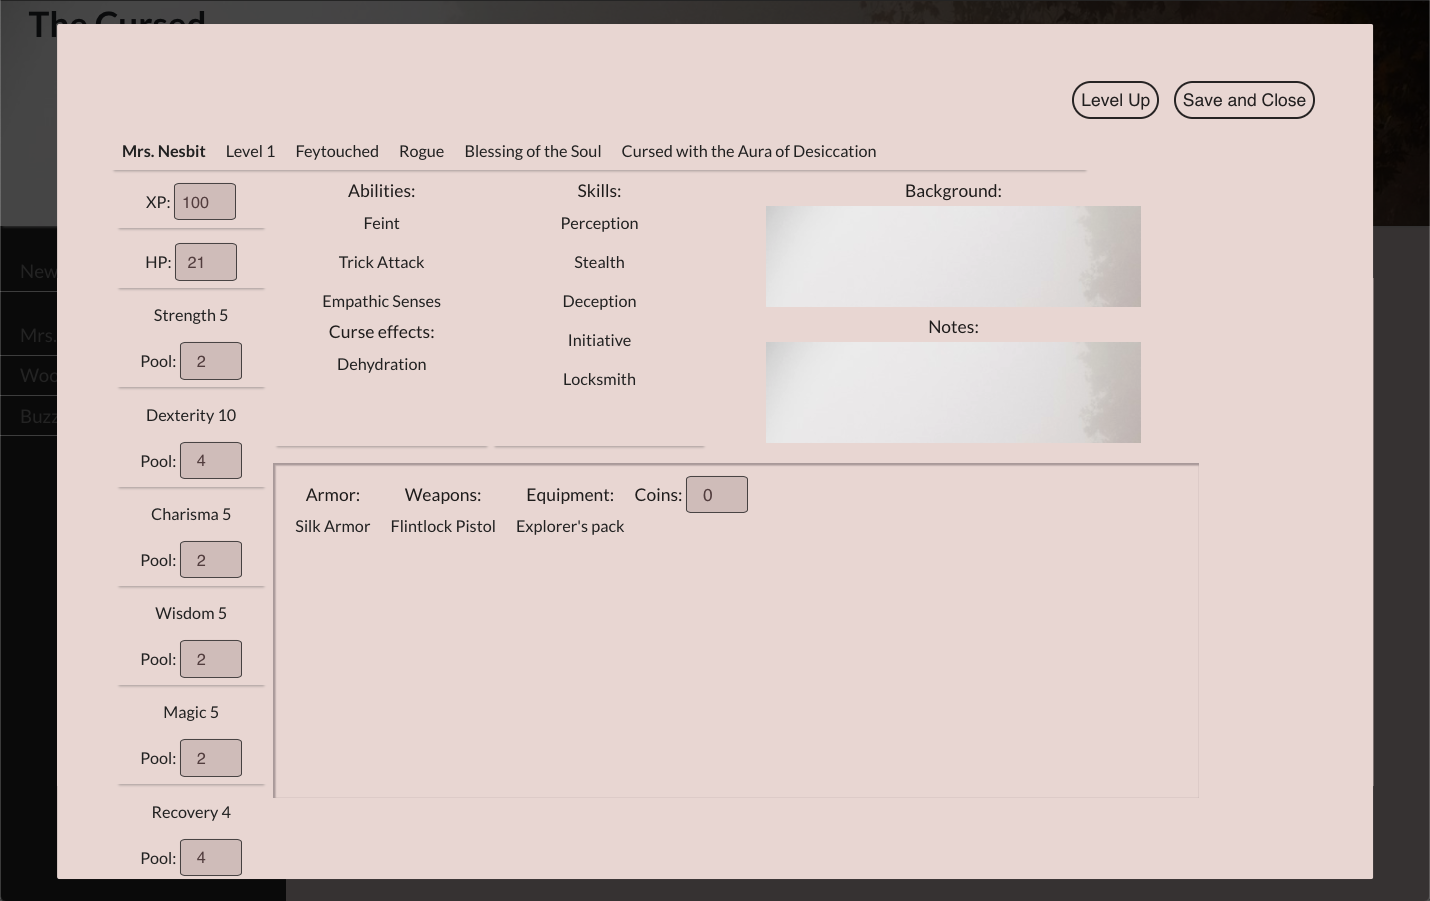 The Cursed
Level Up Save and Close
Mrs. Nesbit Level 1 Feytouched Rogue Blessing of the Soul Cursed with the Aura of Desiccation
XP: 100
HP: 21
Strength 5
Pool: 2
Dexterity 10
Pool: 4
Charisma 5
Pool: 2
Wisdom 5
Pool: 2
Magic 5
Pool: 2
Recovery 4
Pool: 4
Abilities:
Feint
Trick Attack
Empathic Senses
Curse effects:
Dehydration
Skills:
Perception
Stealth
Deception
Initiative
Locksmith
Background:
Notes:
Armor: Weapons: Equipment: Coins: 0
Silk Armor Flintlock Pistol Explorer's pack
New
Mrs.
Woo
Buzz